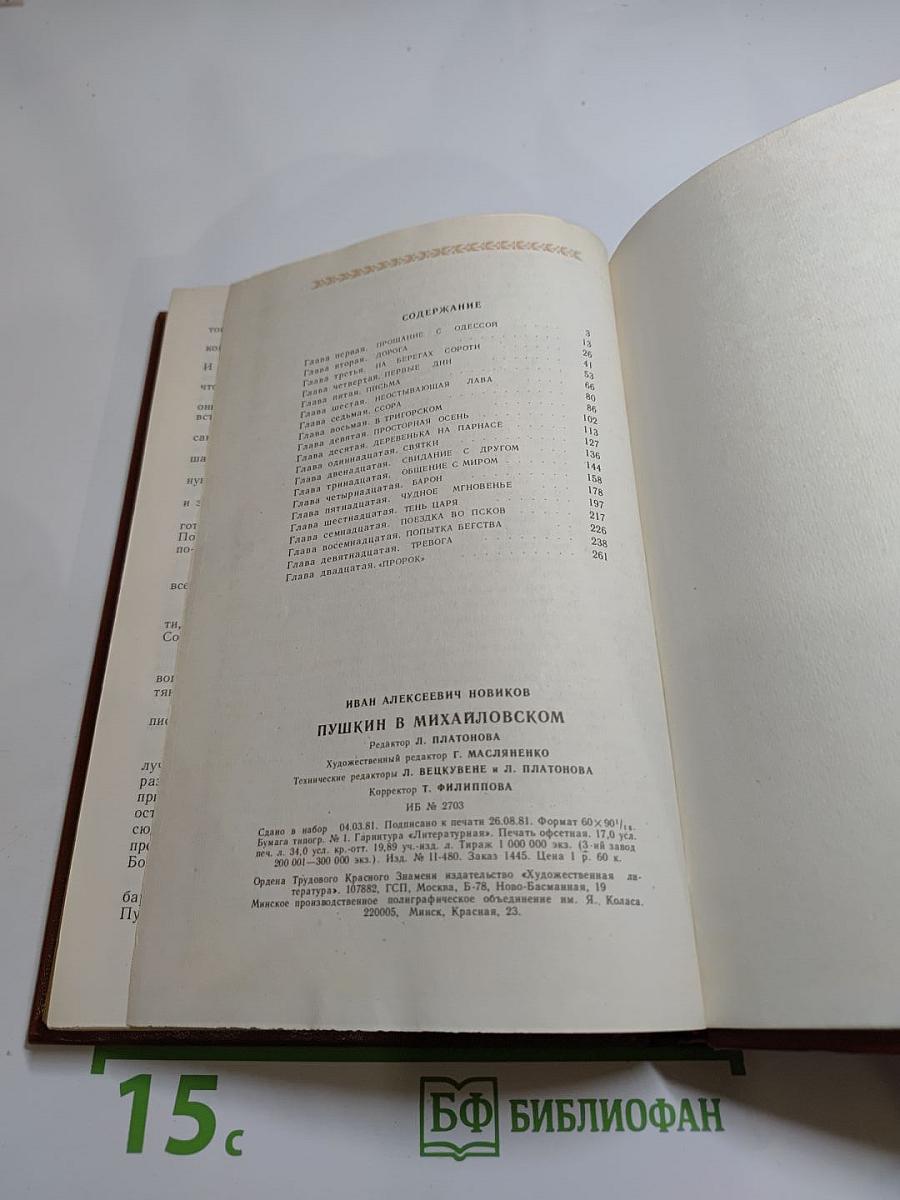 СОДЕРЖАНИЕ
Глава первая. ПРОЩАНИЕ С ОДЕССОЙ 3
Глава вторая. ДОРОГА 13
Глава третья. НА БЕРЕГАХ СОРОТИ 26
Глава четвертая. ПЕРВЫЕ ДНИ 41
Глава пятая. ПИСЬМА 53
Глава шестая. НЕОСТЫВАЮЩАЯ ЛАВА 66
Глава седьмая. ССОРА 80
Глава восьмая. В ТРИГОРСКОМ 86
Глава девятая. ПРОСТОРНАЯ ОСЕНЬ 102
Глава десятая. ДЕРЕВЕНЬКА НА ПАРНАСЕ 113
Глава одиннадцатая. СВЯТКИ 127
Глава двенадцатая. СВИДАНИЕ С ДРУГОМ 136
Глава тринадцатая. ОБЩЕНИЕ С МИРОМ 144
Глава четырнадцатая. БАРОН 158
Глава пятнадцатая. ЧУДНОЕ МГНОВЕНЬЕ 178
Глава шестнадцатая. ТЕНЬ ЦАРЯ 197
Глава семнадцатая. ПОЕЗДКА ВО ПСКОВ 217
Глава восемнадцатая. ПОПЫТКА БЕГСТВА 226
Глава девятнадцатая. ТРЕВОГА 238
Глава двадцатая. «ПРОРОК» 261
ИВАН АЛЕКСЕЕВИЧ НОВИКОВ
ПУШКИН В МИХАЙЛОВСКОМ
Редактор Л. ПЛАТОНОВА
Художественный редактор Г. МАСЛЯНЕНКО
Технические редакторы Л. ВЕЦКУВЕНЕ и Л. ПЛАТОНОВА
Корректор Т. ФИЛИППОВА
ИБ № 2703
Сдано в набор 04.03.81. Подписано к печати 26.08.81. Формат 60×90¹/₁₆.
Бумага типогр. № 1. Гарнитура «Литературная». Печать офсетная. 17,0 усл.
печ. л. 34,0 усл. кр.-отт. 19,89 уч.-изд. л. Тираж 1 000 000 экз. (3-ий завод
200 001—300 000 экз.). Изд. № II-480. Заказ 1445. Цена 1 р. 60 к.
Ордена Трудового Красного Знамени издательство «Художественная ли-
тература». 107882, ГСП, Москва, Б-78, Ново-Басманная, 19
Минское производственное полиграфическое объединение им. Я. Коласа.
220005, Минск, Красная, 23.
15 с
БФ БИБЛИОФАН